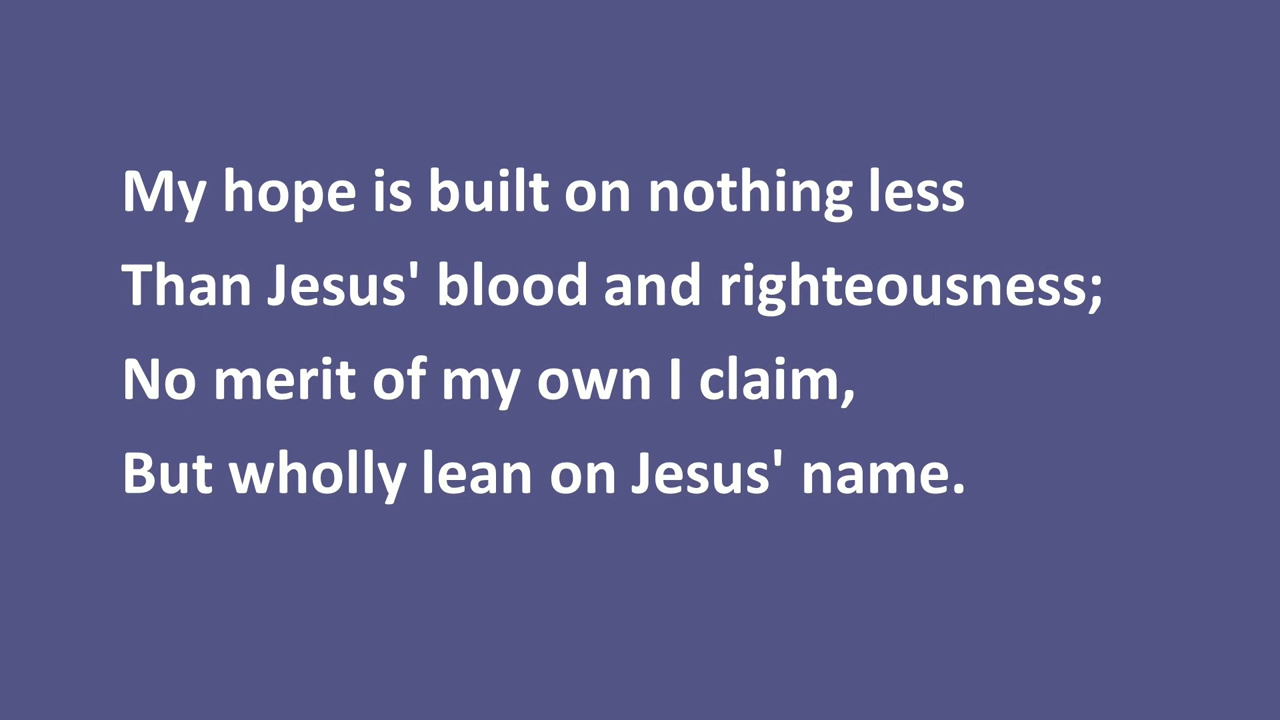 My hope is built on nothing less
Than Jesus' blood and righteousness;
No merit of my own I claim,
But wholly lean on Jesus' name.